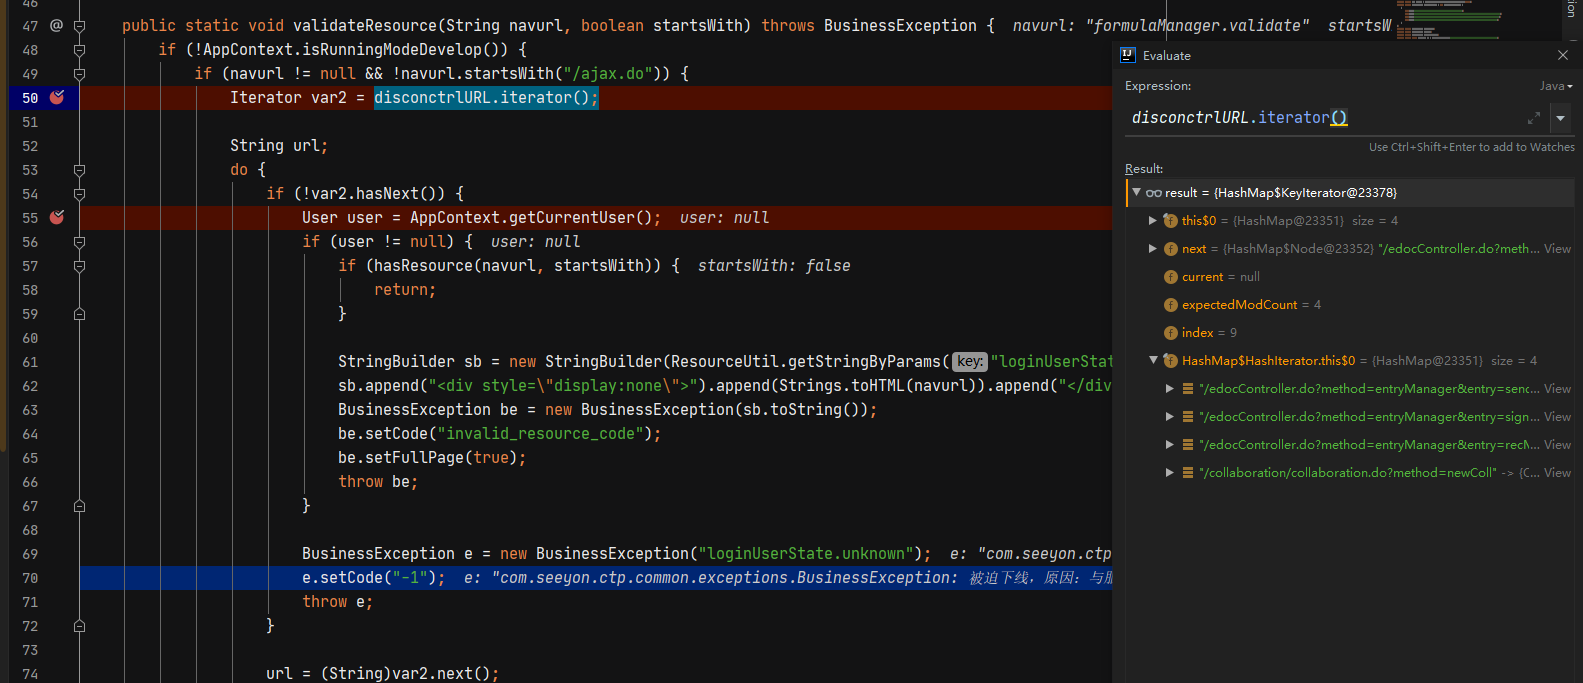 46
47 @ public static void validateResource(String navurl, boolean startsWith) throws BusinessException { navurl: "formulaManager.validate" startsW
48 if (!AppContext.isRunningModeDevelop()) {
49 if (navurl != null && !navurl.startsWith("/ajax.do")) {
50 Iterator var2 = disconctrlURL.iterator();
51
52 String url;
53 do {
54 if (!var2.hasNext()) {
55 User user = AppContext.getCurrentUser(); user: null
56 if (user != null) { user: null
57 if (hasResource(navurl, startsWith)) { startsWith: false
58 return;
59 }
60
61 StringBuilder sb = new StringBuilder(ResourceUtil.getStringByParams( key: "loginUserStat
62 sb.append("<div style=\"display:none\">").append(Strings.toHTML(navurl)).append("</div
63 BusinessException be = new BusinessException(sb.toString());
64 be.setCode("invalid_resource_code");
65 be.setFullPage(true);
66 throw be;
67 }
68
69 BusinessException e = new BusinessException("loginUserState.unknown"); e: "com.seeyon.ctp
70 e.setCode("-1"); e: "com.seeyon.ctp.common.exceptions.BusinessException: 被迫下线，原因：与服
71 throw e;
72 }
73
74 url = (String)var2.next();
Evaluate
Expression:
Java
disconctrlURL.iterator()
Use Ctrl+Shift+Enter to add to Watches
Result:
result = {HashMap$KeyIterator@23378}
this$0 = {HashMap@23351} size = 4
next = {HashMap$Node@23352} "/edocController.do?meth... View
current = null
expectedModCount = 4
index = 9
HashMap$HashIterator.this$0 = {HashMap@23351} size = 4
"/edocController.do?method=entryManager&entry=senc... View
"/edocController.do?method=entryManager&entry=sign... View
"/edocController.do?method=entryManager&entry=recM... View
"/collaboration/collaboration.do?method=newColl" -> {C... View